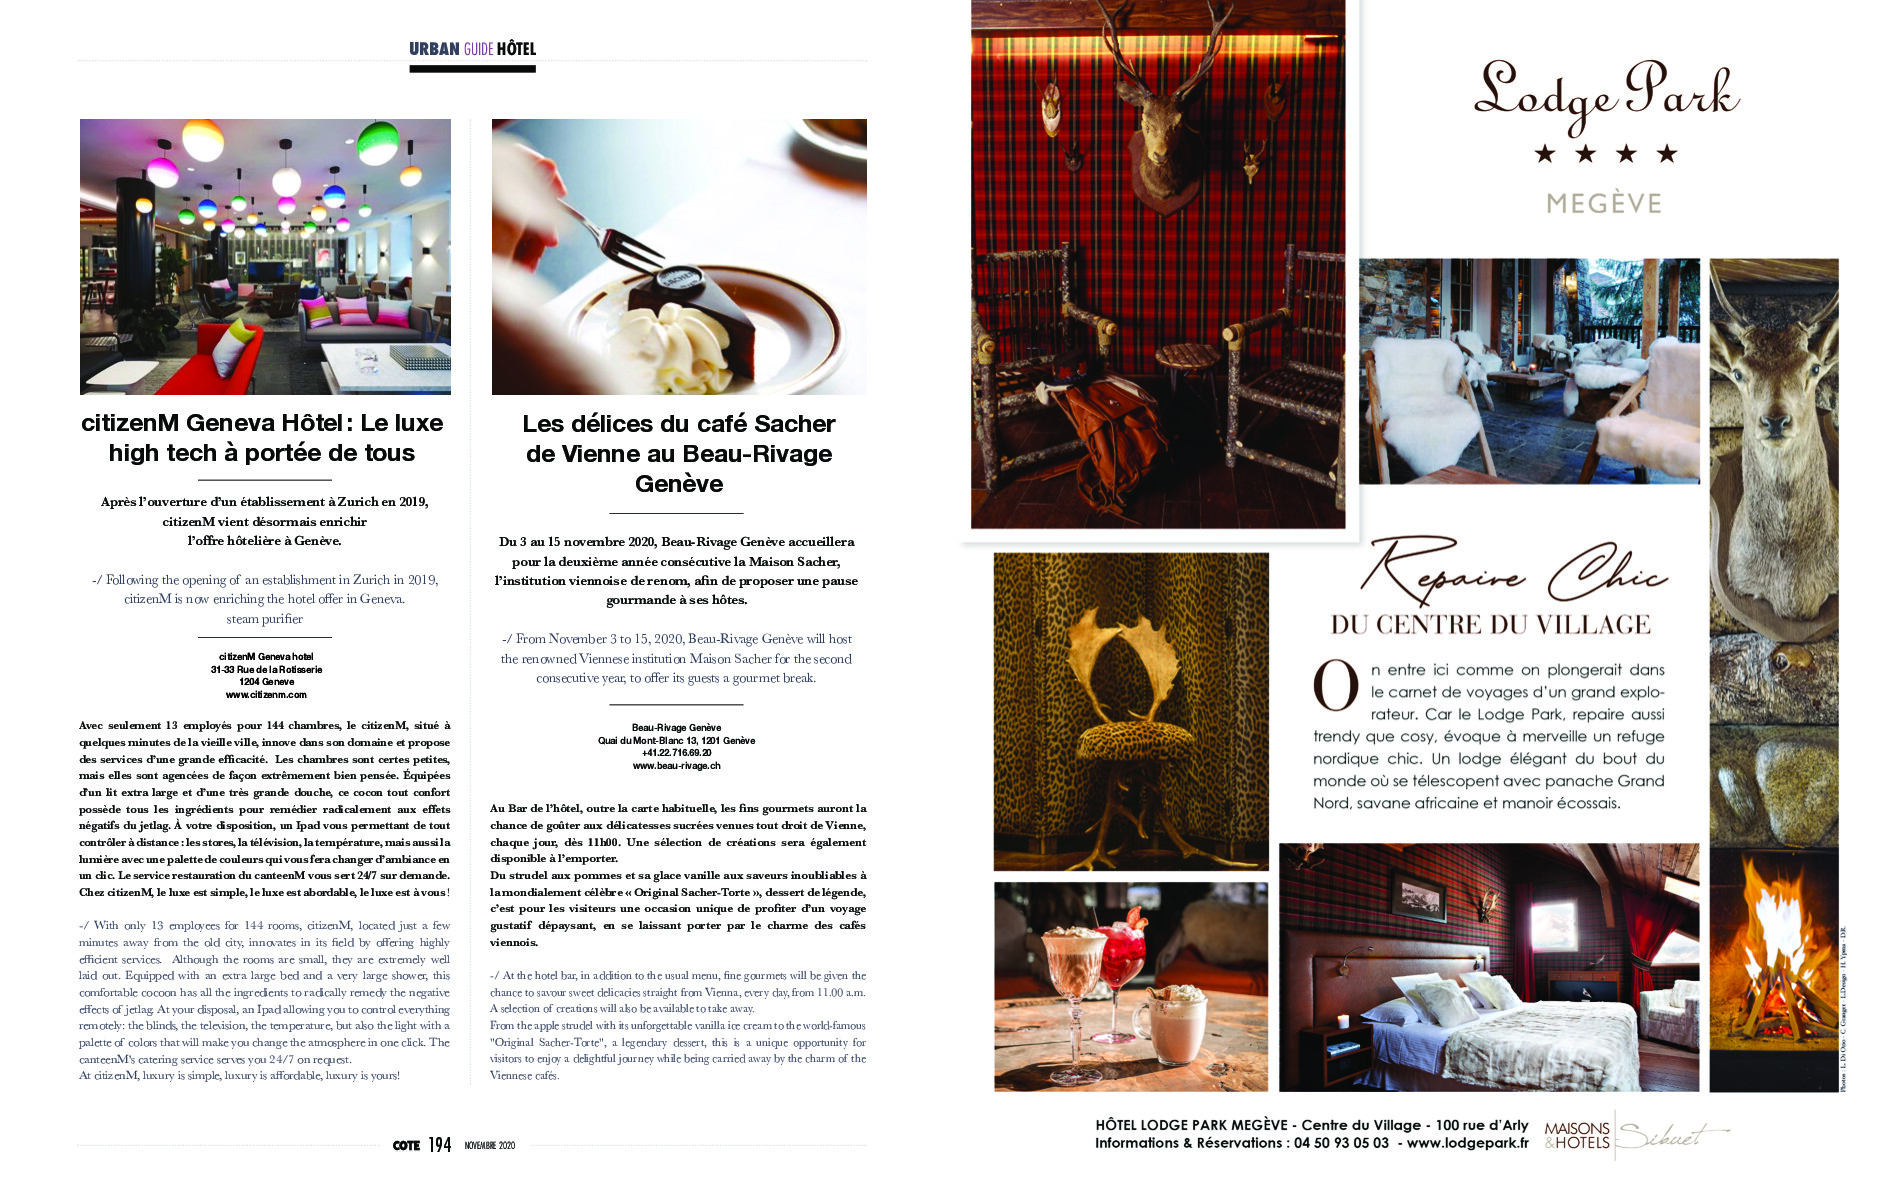 URBAN GUIDE HÔTEL
citizenM Geneva Hôtel : Le luxe
high tech à portée de tous
Après l’ouverture d’un établissement à Zurich en 2019,
citizenM vient désormais enrichir
l’offre hôtelière à Genève.
-/ Following the opening of an establishment in Zurich in 2019,
citizenM is now enriching the hotel offer in Geneva.
steam purifier
citizenM Geneva hotel
31-33 Rue de la Rotisserie
1204 Geneve
www.citizenm.com
Avec seulement 13 employés pour 144 chambres, le citizenM, situé à
quelques minutes de la vieille ville, innove dans son domaine et propose
des services d’une grande efficacité. Les chambres sont certes petites,
mais elles sont agencées de façon extrêmement bien pensée. Équipées
d’un lit extra large et d’une très grande douche, ce cocon tout confort
possède tous les ingrédients pour remédier radicalement aux effets
négatifs du jetlag. À votre disposition, un Ipad vous permettant de tout
contrôler à distance : les stores, la télévision, la température, mais aussi la
lumière avec une palette de couleurs qui vous fera changer d’ambiance en
un clic. Le service restauration du canteenM vous sert 24/7 sur demande.
Chez citizenM, le luxe est simple, le luxe est abordable, le luxe est à vous !
-/ With only 13 employees for 144 rooms, citizenM, located just a few
minutes away from the old city, innovates in its field by offering highly
efficient services. Although the rooms are small, they are extremely well
laid out. Equipped with an extra large bed and a very large shower, this
comfortable cocoon has all the ingredients to radically remedy the negative
effects of jetlag. At your disposal, an Ipad allowing you to control everything
remotely: the blinds, the television, the temperature, but also the light with a
palette of colors that will make you change the atmosphere in one click. The
canteenM's catering service serves you 24/7 on request.
At citizenM, luxury is simple, luxury is affordable, luxury is yours!
SACHER
Les délices du café Sacher
de Vienne au Beau-Rivage
Genève
Du 3 au 15 novembre 2020, Beau-Rivage Genève accueillera
pour la deuxième année consécutive la Maison Sacher,
l’institution viennoise de renom, afin de proposer une pause
gourmande à ses hôtes.
-/ From November 3 to 15, 2020, Beau-Rivage Genève will host
the renowned Viennese institution Maison Sacher for the second
consecutive year, to offer its guests a gourmet break.
Beau-Rivage Genève
Quai du Mont-Blanc 13, 1201 Genève
+41.22.716.69.20
www.beau-rivage.ch
Au Bar de l’hôtel, outre la carte habituelle, les fins gourmets auront la
chance de goûter aux délicatesses sucrées venues tout droit de Vienne,
chaque jour, dès 11h00. Une sélection de créations sera également
disponible à l’emporter.
Du strudel aux pommes et sa glace vanille aux saveurs inoubliables à
la mondialement célèbre « Original Sacher-Torte », dessert de légende,
c’est pour les visiteurs une occasion unique de profiter d’un voyage
gustatif dépaysant, en se laissant porter par le charme des cafés
viennois.
-/ At the hotel bar, in addition to the usual menu, fine gourmets will be given the
chance to savour sweet delicacies straight from Vienna, every day, from 11.00 a.m.
A selection of creations will also be available to take away.
From the apple strudel with its unforgettable vanilla ice cream to the world-famous
"Original Sacher-Torte", a legendary dessert, this is a unique opportunity for
visitors to enjoy a delightful journey while being carried away by the charm of the
Viennese cafés.
COTE 194 NOVEMBRE 2020
Lodge Park
★ ★ ★ ★
MEGÈVE
Repaire Chic
DU CENTRE DU VILLAGE
On entre ici comme on plongerait dans
le carnet de voyages d’un grand explo-
rateur. Car le Lodge Park, repaire aussi
trendy que cosy, évoque à merveille un refuge
nordique chic. Un lodge élégant du bout du
monde où se télescopent avec panache Grand
Nord, savane africaine et manoir écossais.
Photos : L. Di Orio - C. Granger - L.Dengo - H. Ypma - DR
HÔTEL LODGE PARK MEGÈVE - Centre du Village - 100 rue d’Arly
Informations & Réservations : 04 50 93 05 03 - www.lodgepark.fr
MAISONS
&HOTELS
Sibuet